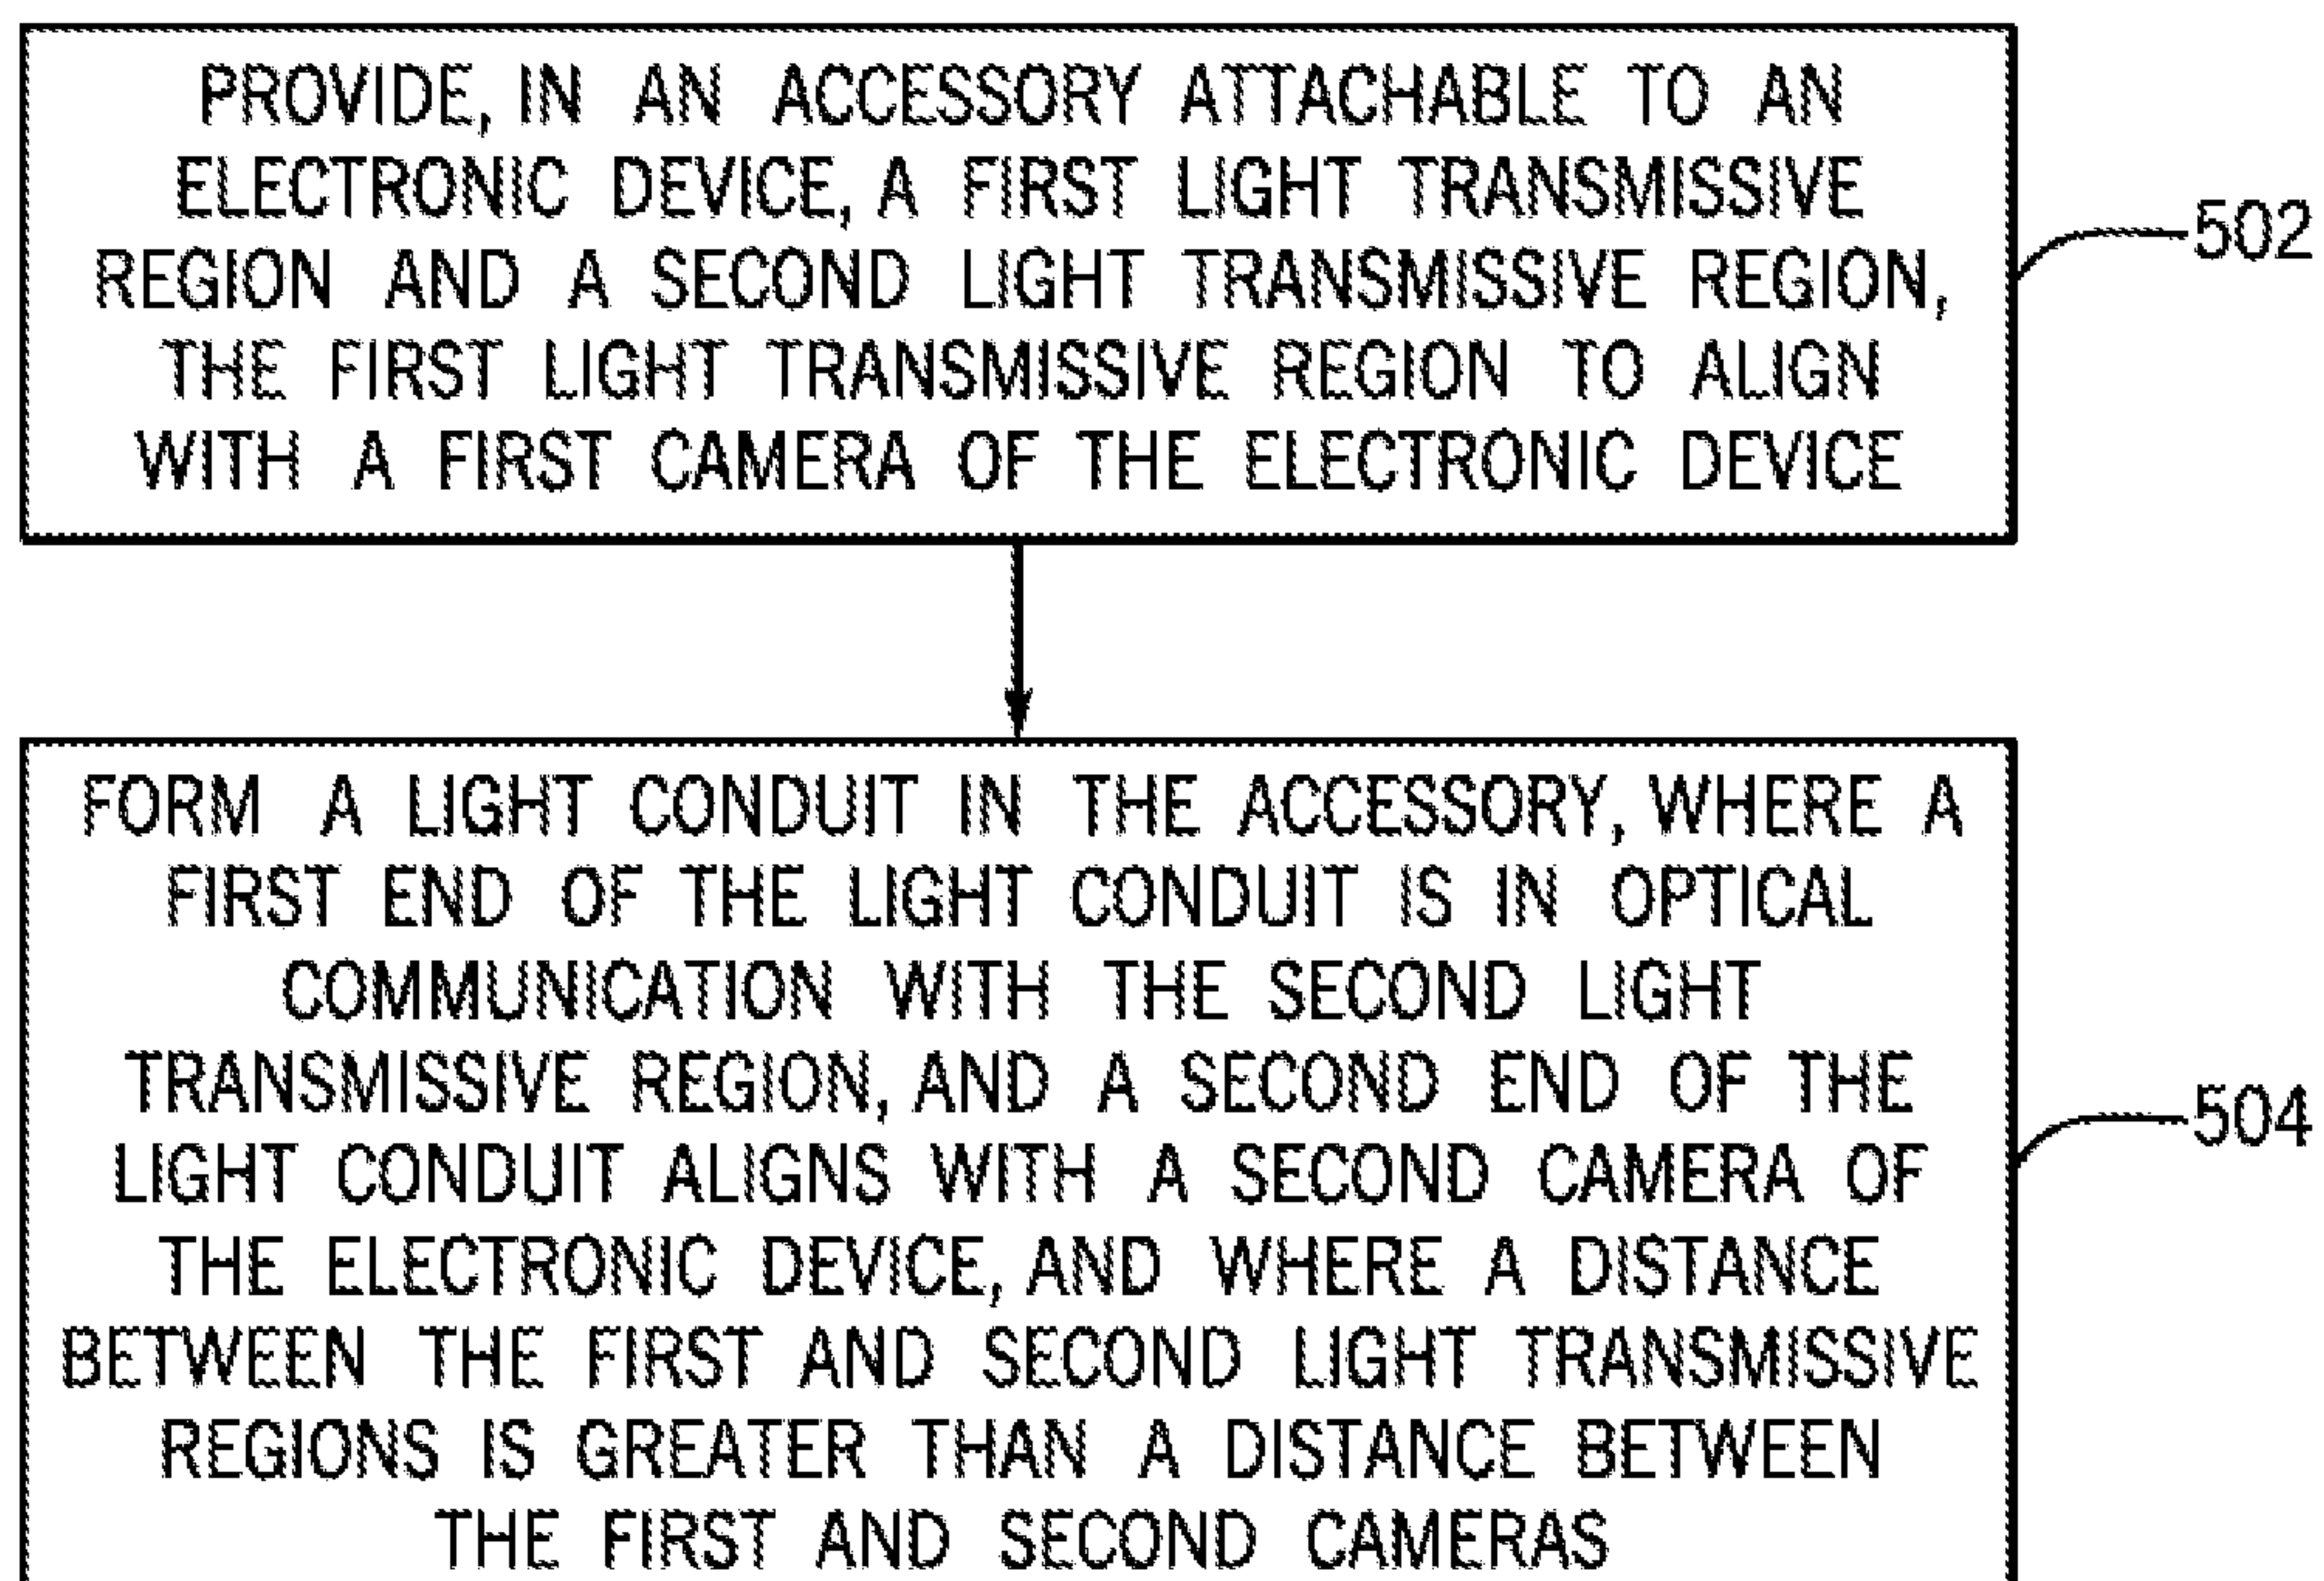 PROVIDE, IN AN ACCESSORY ATTACHABLE TO AN
ELECTRONIC DEVICE, A FIRST LIGHT TRANSMISSIVE
REGION AND A SECOND LIGHT TRANSMISSIVE REGION,
THE FIRST LIGHT TRANSMISSIVE REGION TO ALIGN
WITH A FIRST CAMERA OF THE ELECTRONIC DEVICE
502
FORM A LIGHT CONDUIT IN THE ACCESSORY, WHERE A
FIRST END OF THE LIGHT CONDUIT IS IN OPTICAL
COMMUNICATION WITH THE SECOND LIGHT
TRANSMISSIVE REGION, AND A SECOND END OF THE
LIGHT CONDUIT ALIGNS WITH A SECOND CAMERA OF
THE ELECTRONIC DEVICE, AND WHERE A DISTANCE
BETWEEN THE FIRST AND SECOND LIGHT TRANSMISSIVE
REGIONS IS GREATER THAN A DISTANCE BETWEEN
THE FIRST AND SECOND CAMERAS
504